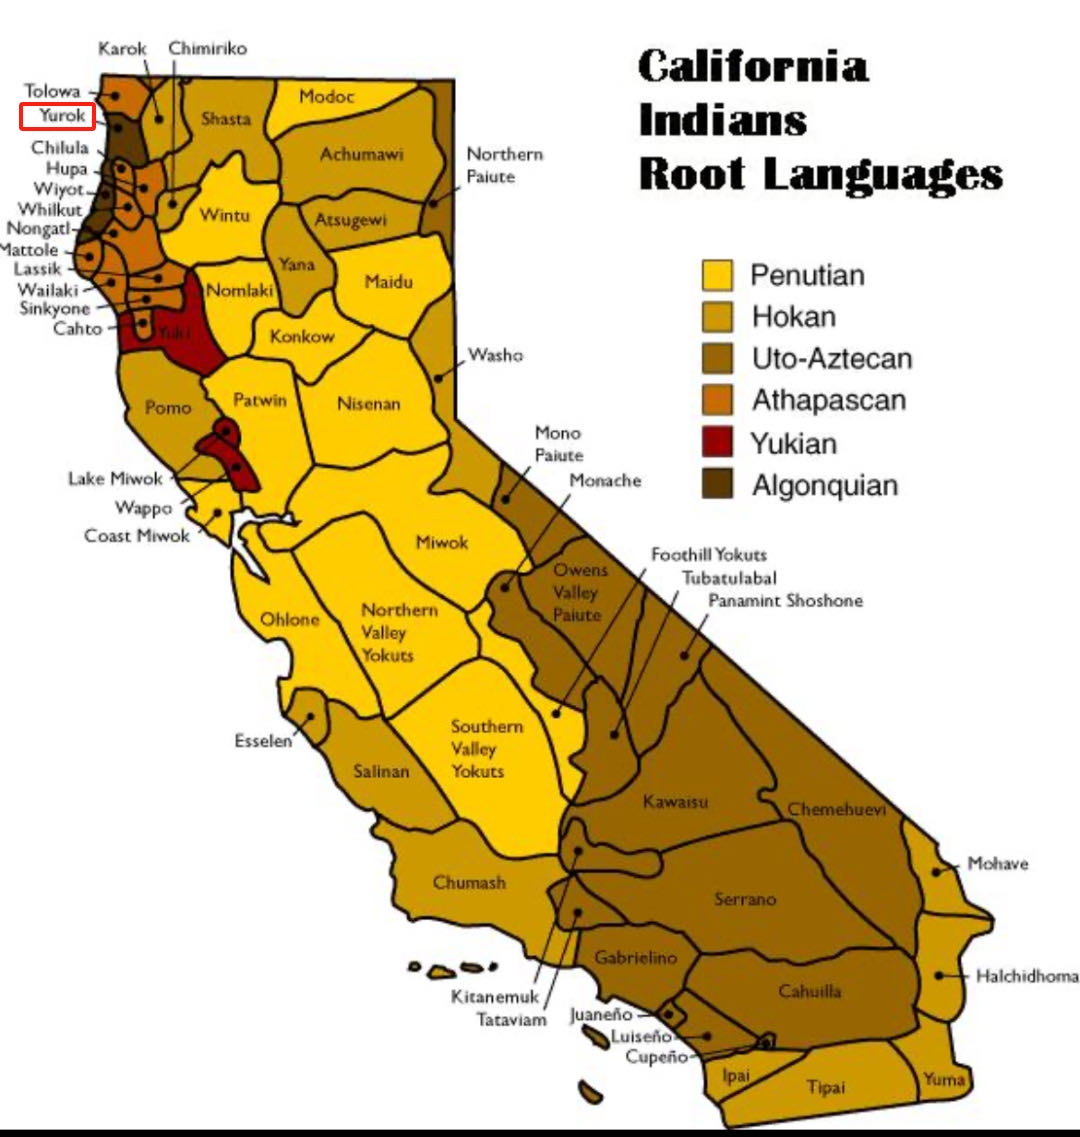 California
Indians
Root Languages
Penutian
Hokan
Uto-Aztecan
Athapascan
Yukian
Algonquian
Karok
Chimiriko
Tolowa
Yurok
Chilula
Hupa
Wiyot
Whilkut
Nongatl
Mattole
Lassik
Wailaki
Sinkyone
Cahto
Yuki
Shasta
Modoc
Achumawi
Northern
Paiute
Wintu
Atsugewi
Yana
Nomlaki
Maidu
Konkow
Washo
Pomo
Patwin
Nisenan
Lake Miwok
Wappo
Coast Miwok
Mono
Paiute
Monache
Miwok
Owens
Valley
Paiute
Foothill Yokuts
Tubatulabal
Panamint Shoshone
Ohlone
Northern
Valley
Yokuts
Esselen
Salinan
Southern
Valley
Yokuts
Kawaisu
Chemehuevi
Chumash
Serrano
Mohave
Kitanemuk
Tataviam
Gabrielino
Cahuilla
Halchidhoma
Juaneño
Luiseño
Cupeño
Ipai
Tipai
Yuma